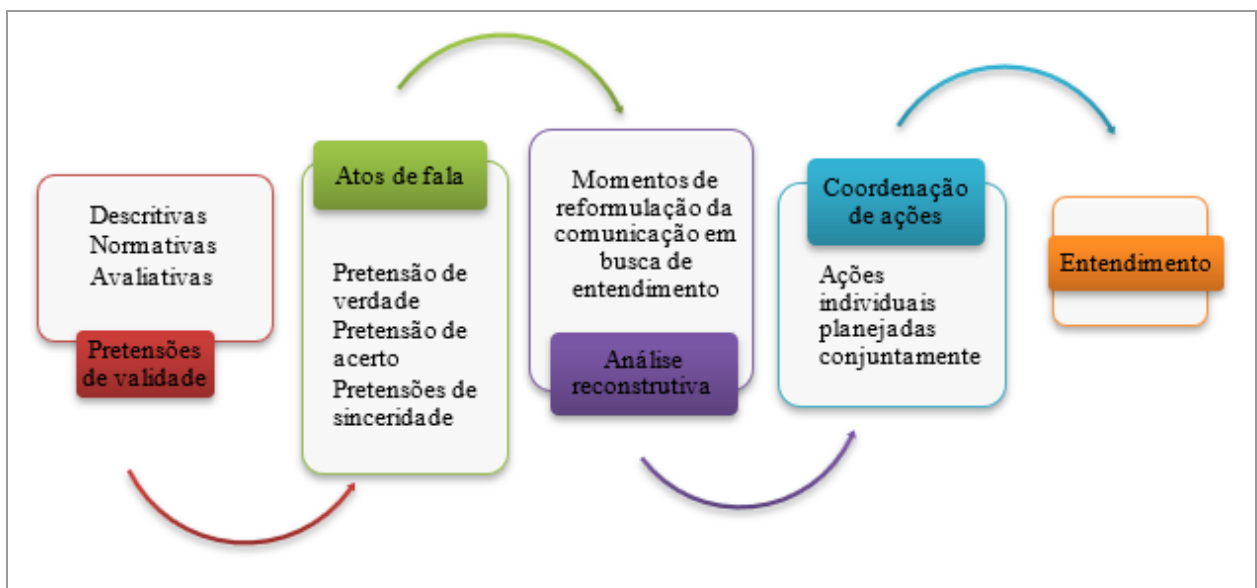 Descritivas
Normativas
Avaliativas
Pretensões
de validade
Atos de fala
Pretensão de
verdade
Pretensão de
acerto
Pretensões de
sinceridade
Momentos de
reformulação da
comunicação em
busca de
entendimento
Análise
reconstrutiva
Coordenação
de ações
Ações
individuais
planejadas
conjuntamente
Entendimento